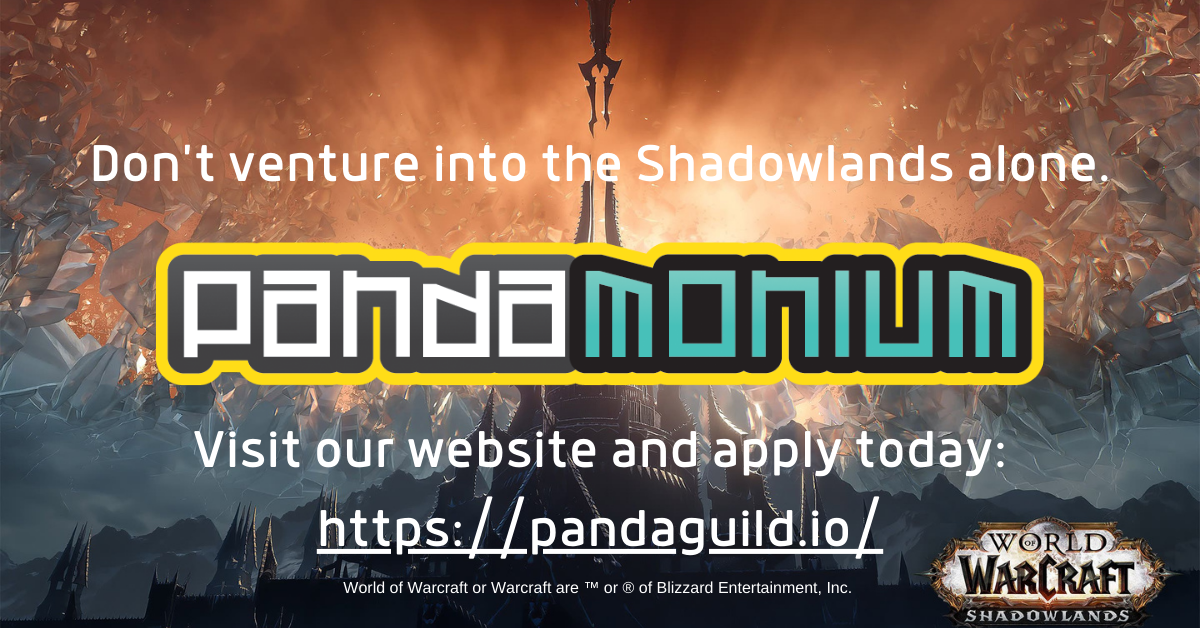 Don't venture into the Shadowlands alone.
pandamonium
Visit our website and apply today:
https://pandaguild.io/
World of Warcraft or Warcraft are ™ or ® of Blizzard Entertainment, Inc.
WORLD
OF
WARCRAFT
SHADOWLANDS